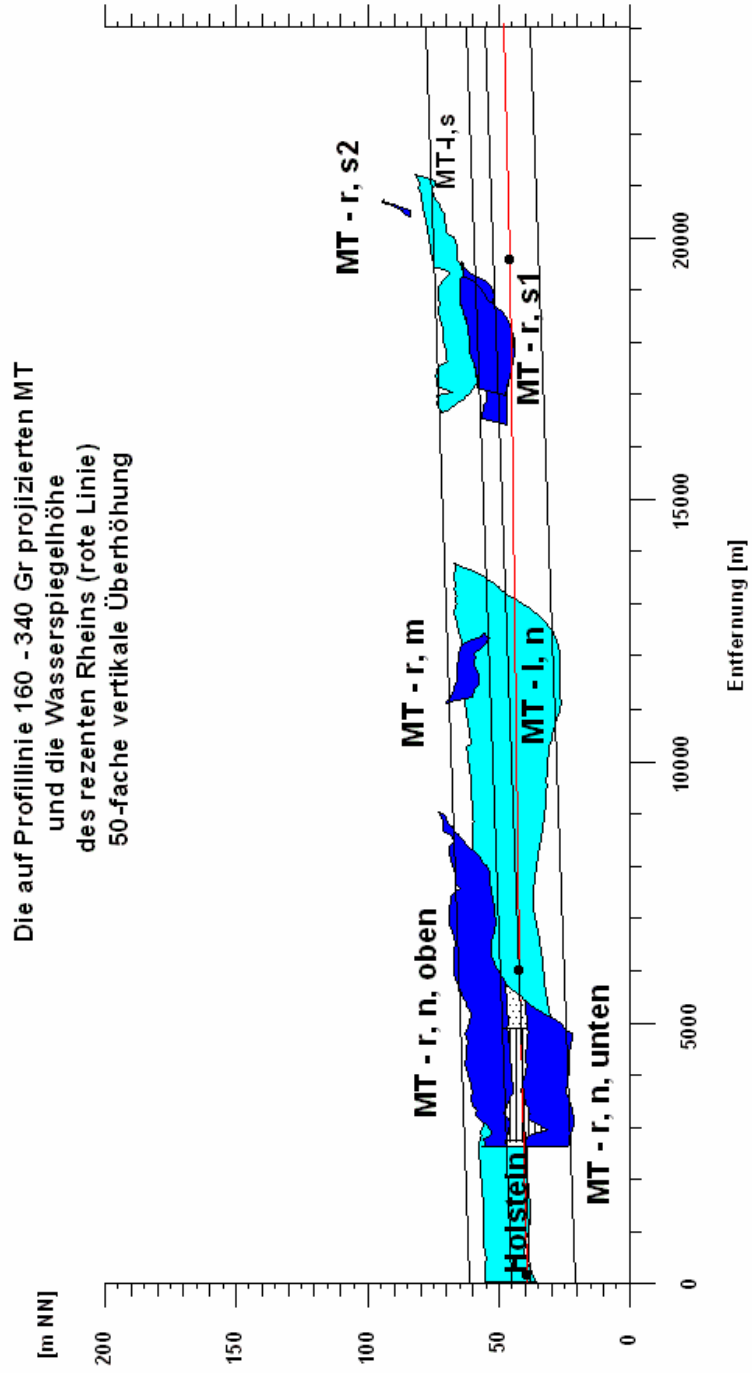 Die auf Profillinie 160 - 340 Gr projizierten MT
und die Wasserspiegelhöhe
des rezenten Rheins (rote Linie)
50-fache vertikale Überhöhung
[m NN]
200
150
100
50
0
MT - r, s2
MT-l,s
MT - r, s1
MT - r, m
MT - l, n
MT - r, n, oben
MT - r, n, unten
Holstein
0
5000
10000
15000
20000
Entfernung [m]